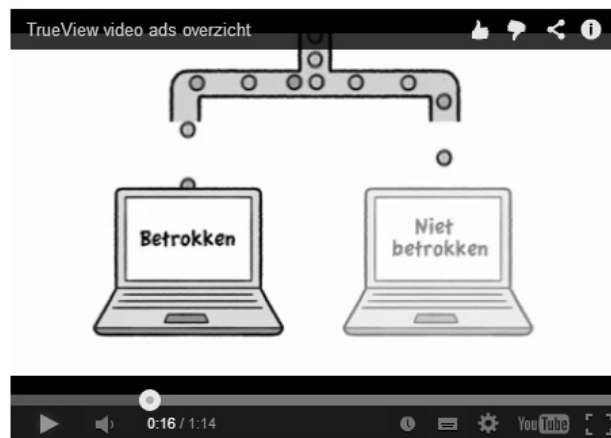 TrueView video ads overzicht
Betrokken
Niet
betrokken
0:16 / 1:14
YouTube